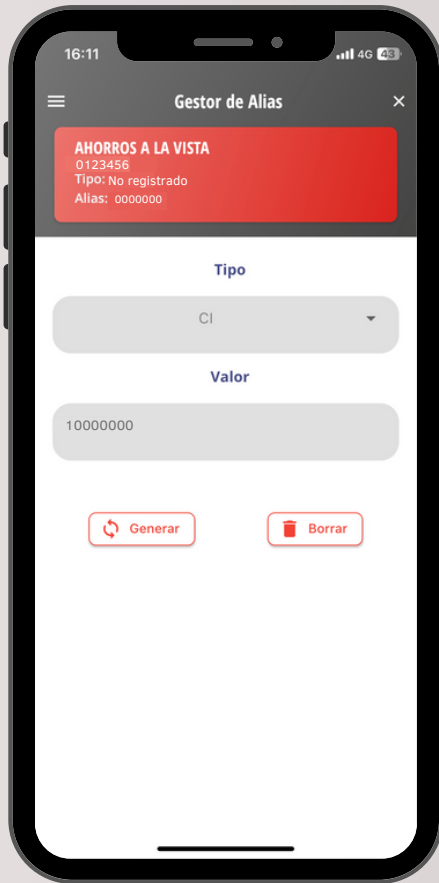 16:11 4G 43
Gestor de Alias
AHORROS A LA VISTA
0123456
Tipo: No registrado
Alias: 0000000
Tipo
CI
Valor
10000000
Generar Borrar